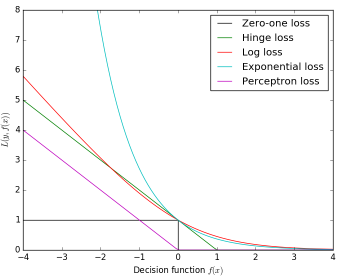 8
7
6
5
4
3
2
1
0
L(y, f(x))
−4 −3 −2 −1 0 1 2 3 4
Decision function f(x)
Zero-one loss
Hinge loss
Log loss
Exponential loss
Perceptron loss